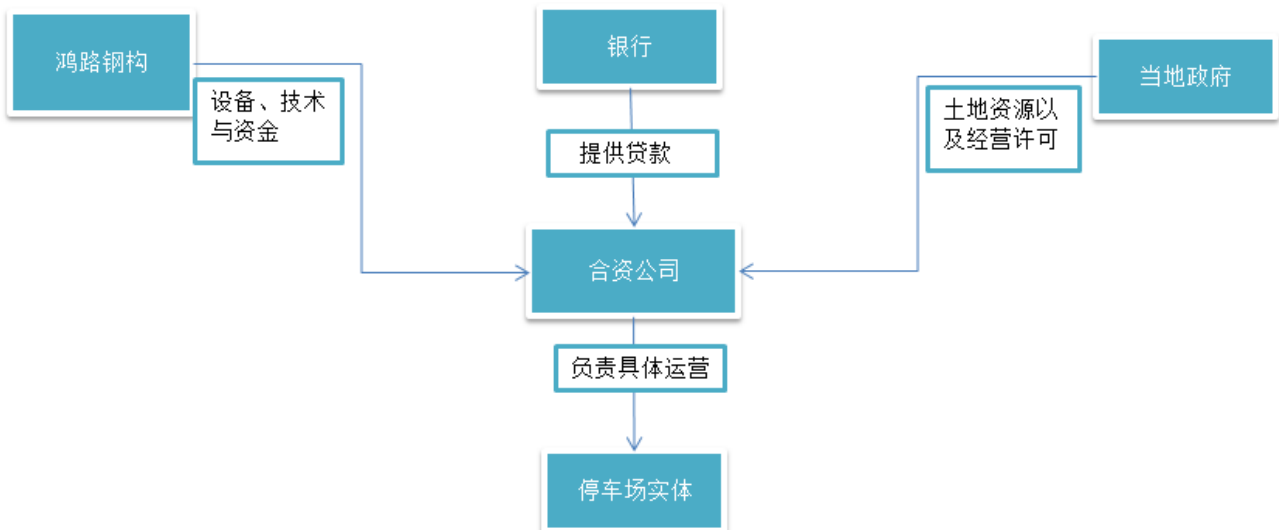 鸿路钢构
银行
当地政府
设备、技术
与资金
土地资源以
及经营许可
提供贷款
合资公司
负责具体运营
停车场实体